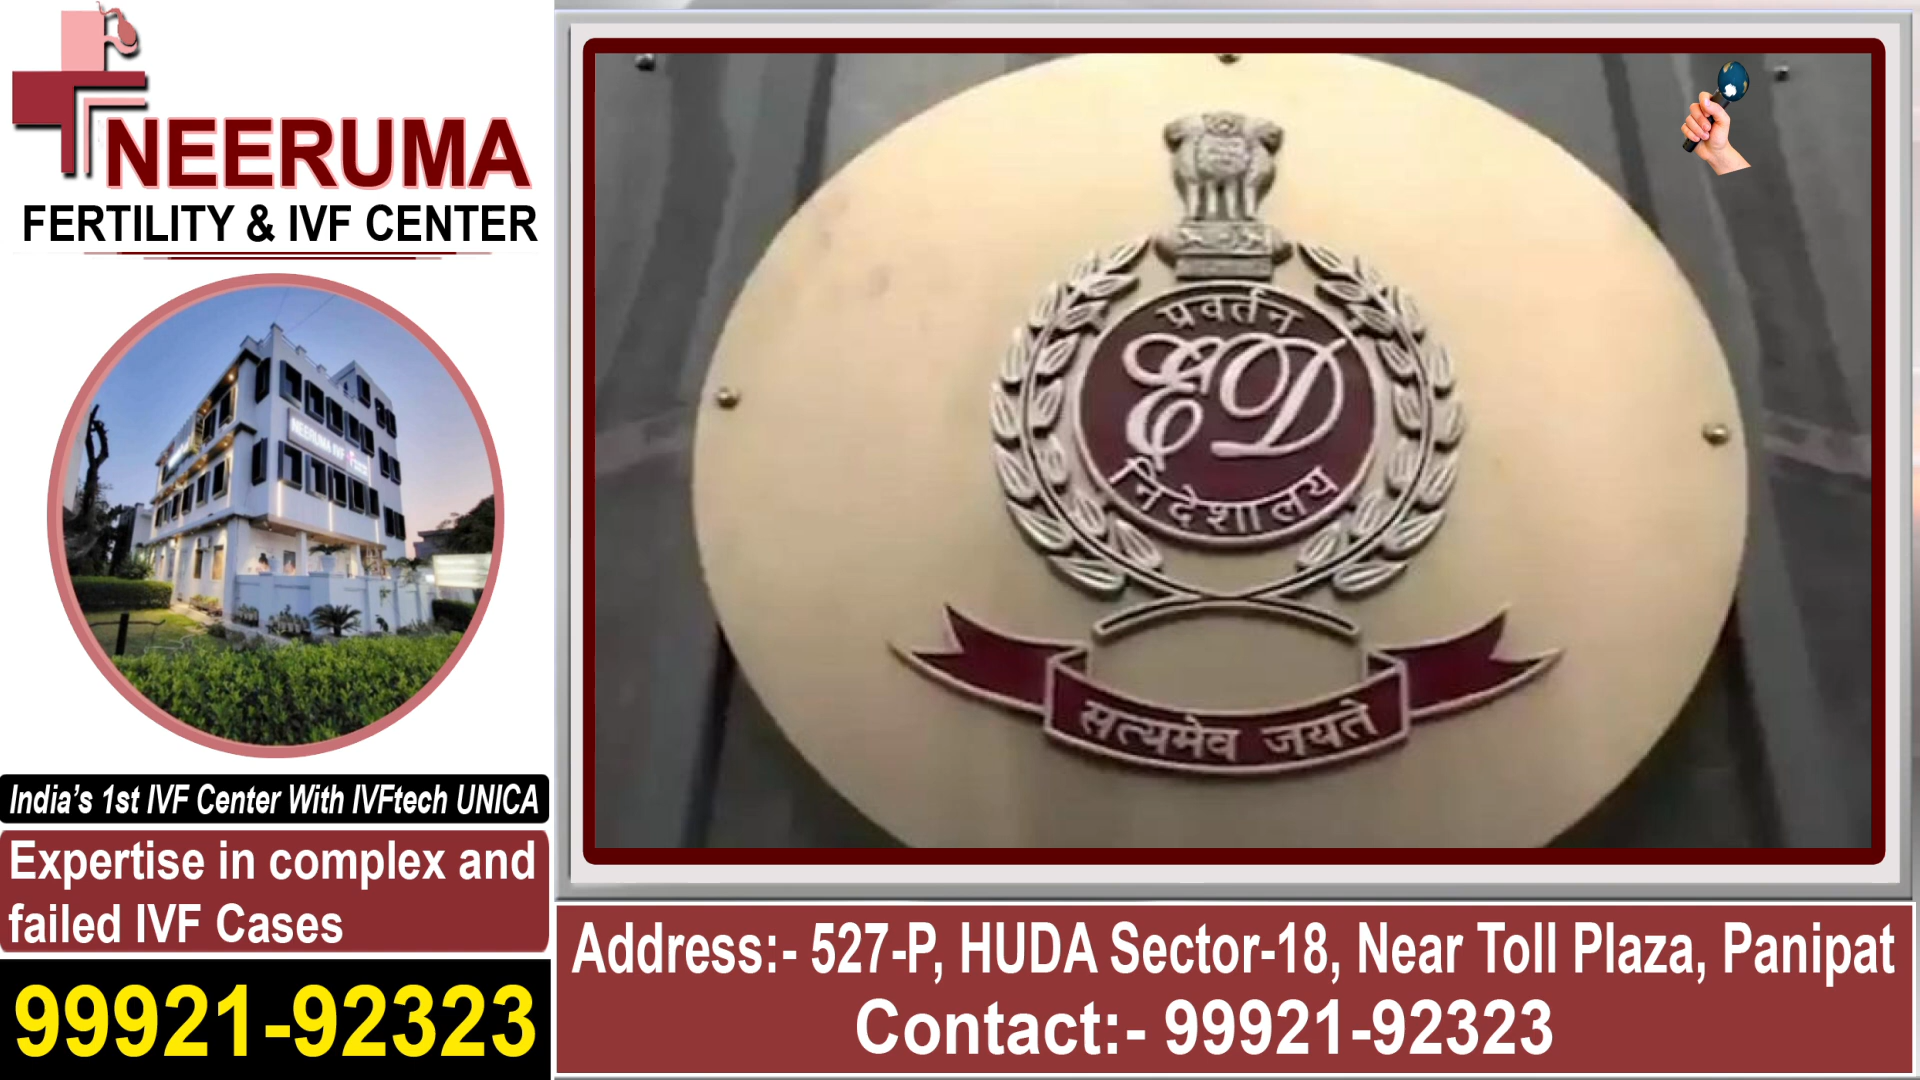 NEERUMA
FERTILITY & IVF CENTER
NEERUMA IVF
India's 1st IVF Center With IVFtech UNICA
Expertise in complex and
failed IVF Cases
99921-92323
प्रवर्तन
ED
निदेशालय
सत्यमेव जयते
Address:- 527-P, HUDA Sector-18, Near Toll Plaza, Panipat
Contact:- 99921-92323